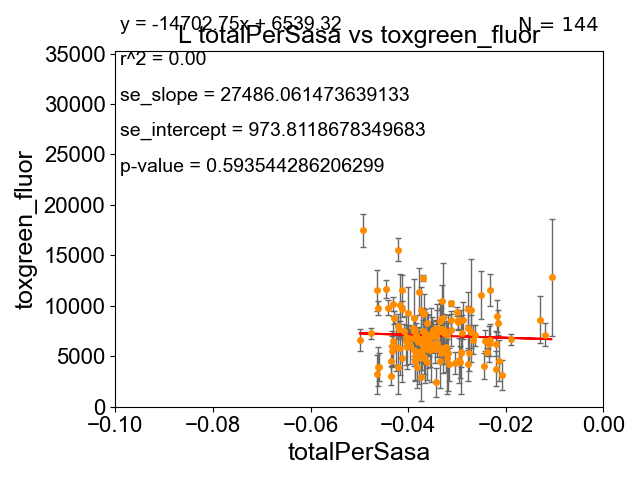 y = -14702.75x + 6539.32
N = 144
L totalPerSasa vs toxgreen_fluor
r^2 = 0.00
se_slope = 27486.061473639133
se_intercept = 973.8118678349683
p-value = 0.593544286206299
35000
30000
25000
20000
15000
10000
5000
0
toxgreen_fluor
−0.10 −0.08 −0.06 −0.04 −0.02 0.00
totalPerSasa